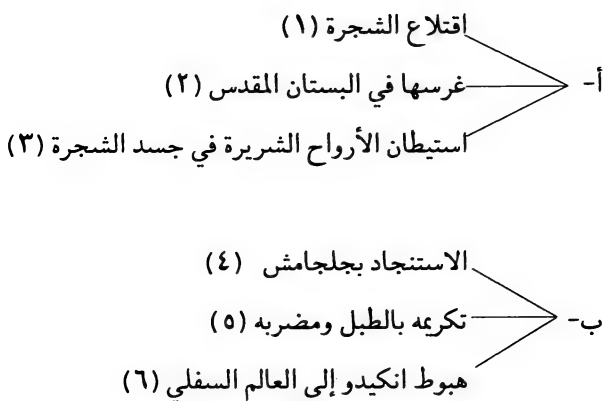 اقتلاع الشجرة (١)
أ- غرسها في البستان المقدس (٢)
استيطان الأرواح الشريرة في جسد الشجرة (٣)
الاستنجاد بجلجامش (٤)
ب- تكريمه بالطبل ومضربه (٥)
هبوط انكيدو إلى العالم السفلي (٦)